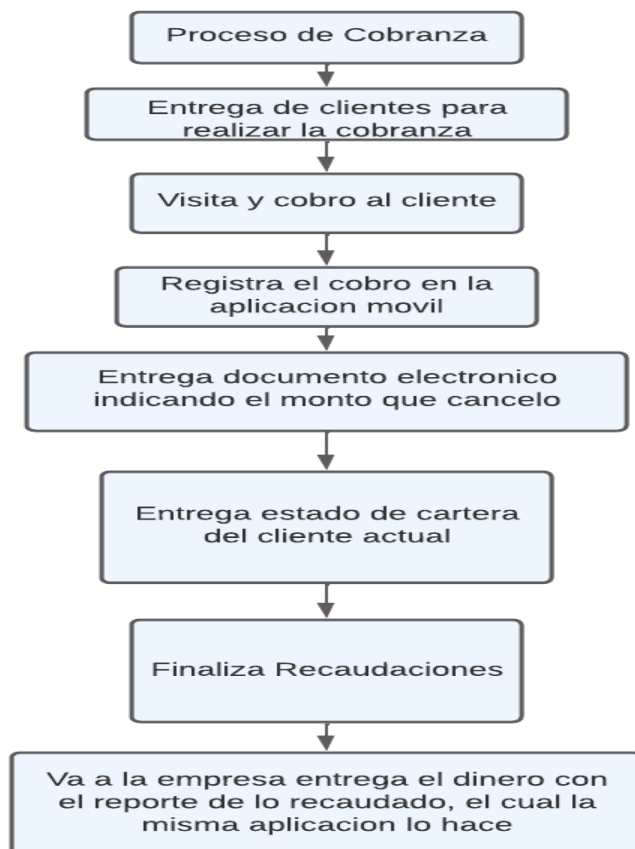 Proceso de Cobranza
Entrega de clientes para
realizar la cobranza
Visita y cobro al cliente
Registra el cobro en la
aplicacion movil
Entrega documento electronico
indicando el monto que cancelo
Entrega estado de cartera
del cliente actual
Finaliza Recaudaciones
Va a la empresa entrega el dinero con
el reporte de lo recaudado, el cual la
misma aplicacion lo hace